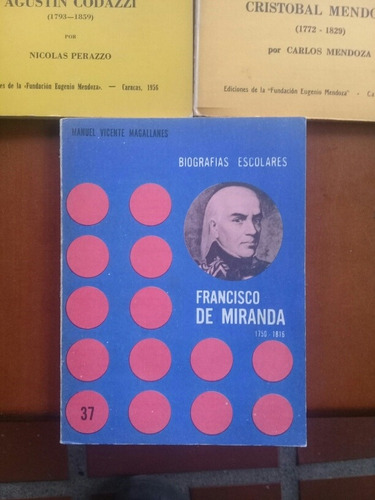 AGUSTIN CODAZZI
(1793—1859)
POR
NICOLAS PERAZZO
es de la «Fundación Eugenio Mendoza» — Caracas, 1956
CRISTOBAL MENDO
(1772 - 1829)
por CARLOS MENDOZA
Ediciones de la "Fundación Eugenio Mendoza" - Ca
MANUEL VICENTE MAGALLANES
BIOGRAFIAS ESCOLARES
FRANCISCO
DE MIRANDA
1750 - 1816
37